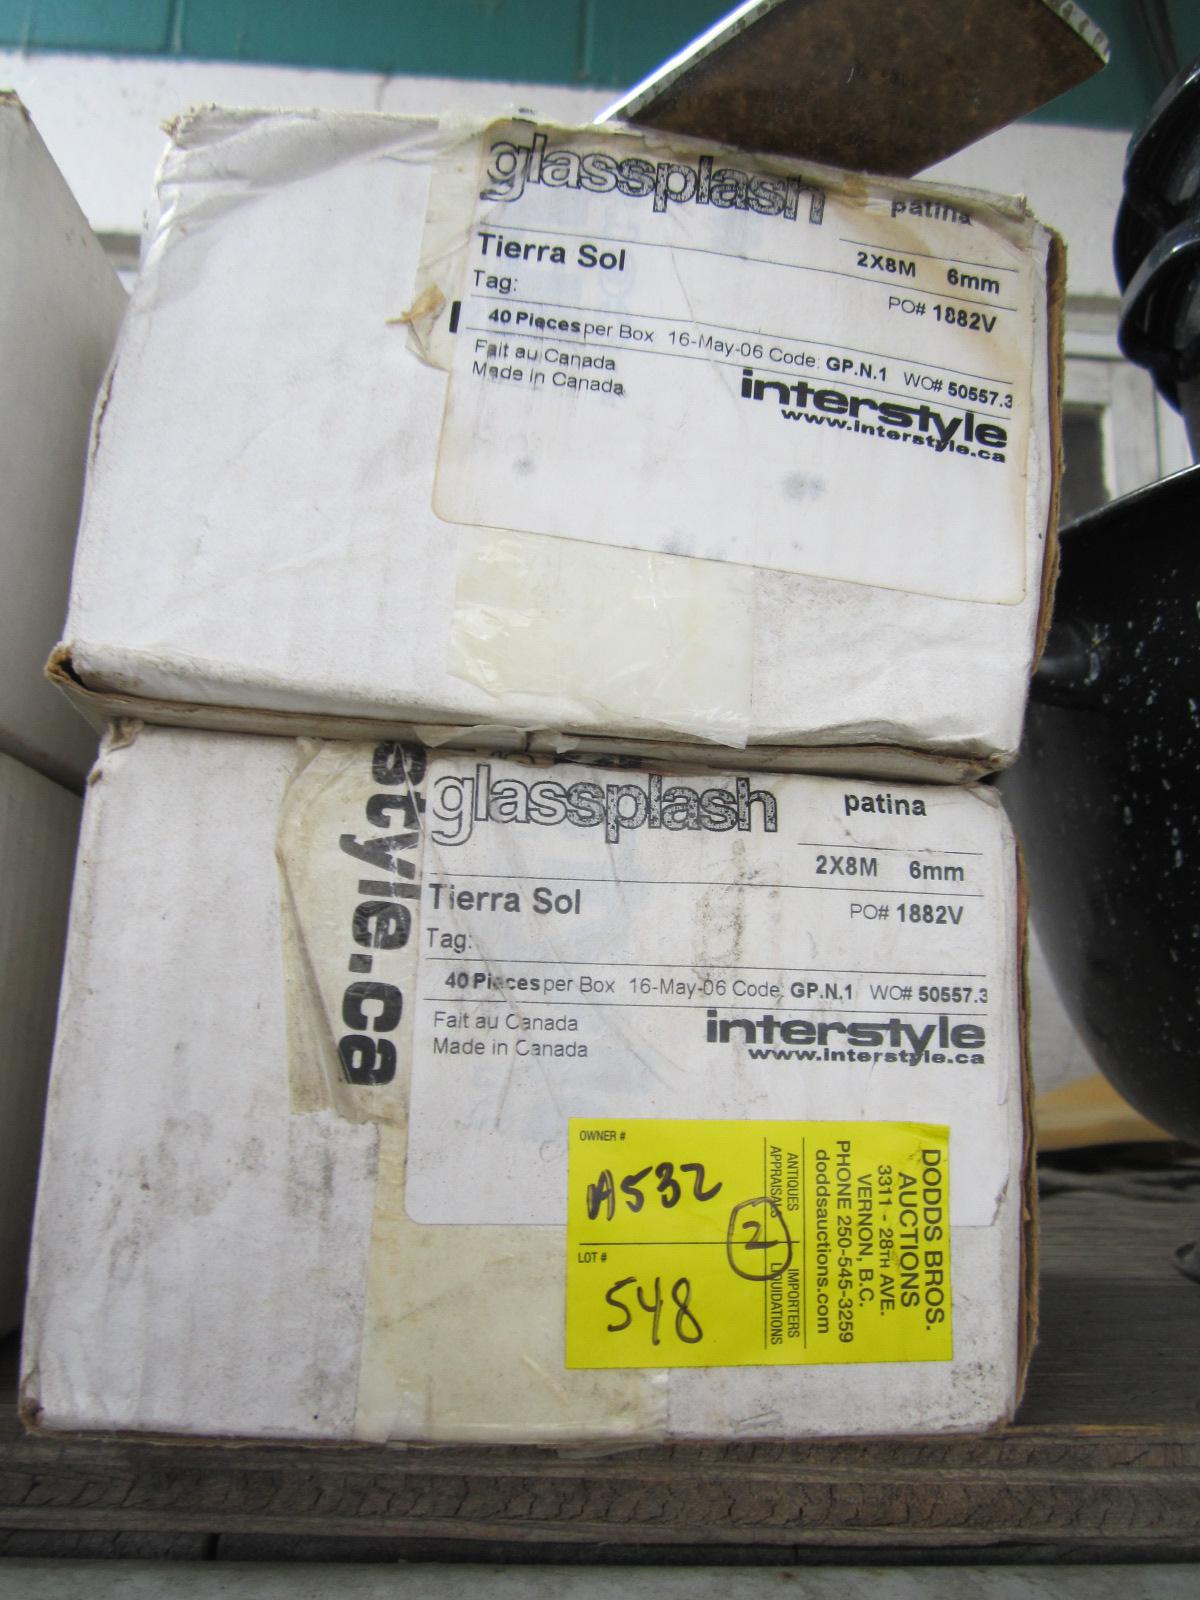 glassplash
patina
Tierra Sol
2X8M 6mm
Tag:
PO# 1882V
40 Pieces per Box 16-May-06 Code: GP.N.1 WO# 50557.3
Fait au Canada
Made in Canada
interstyle
www.interstyle.ca
style.ca
glassplash
patina
2X8M 6mm
Tierra Sol
PO# 1882V
Tag:
40 Pieces per Box 16-May-06 Code: GP.N.1 WO# 50557.3
Fait au Canada
Made in Canada
interstyle
www.interstyle.ca
OWNER #
A532
LOT #
548
2
DODDS BROS.
AUCTIONS
3311 - 28TH AVE.
VERNON, B.C.
PHONE 250-545-3259
doddsauctions.com
ANTIQUES IMPORTERS
APPRAISALS LIQUIDATIONS